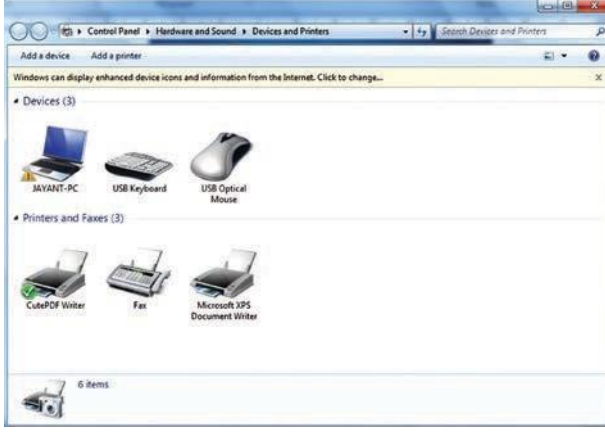 Control Panel ▸ Hardware and Sound ▸ Devices and Printers
Search Devices and Printers
Add a device Add a printer
Windows can display enhanced device icons and information from the Internet. Click to change...
Devices (3)
JAYANT-PC USB Keyboard USB Optical
Mouse
Printers and Faxes (3)
CutePDF Writer Fax Microsoft XPS
Document Writer
6 items